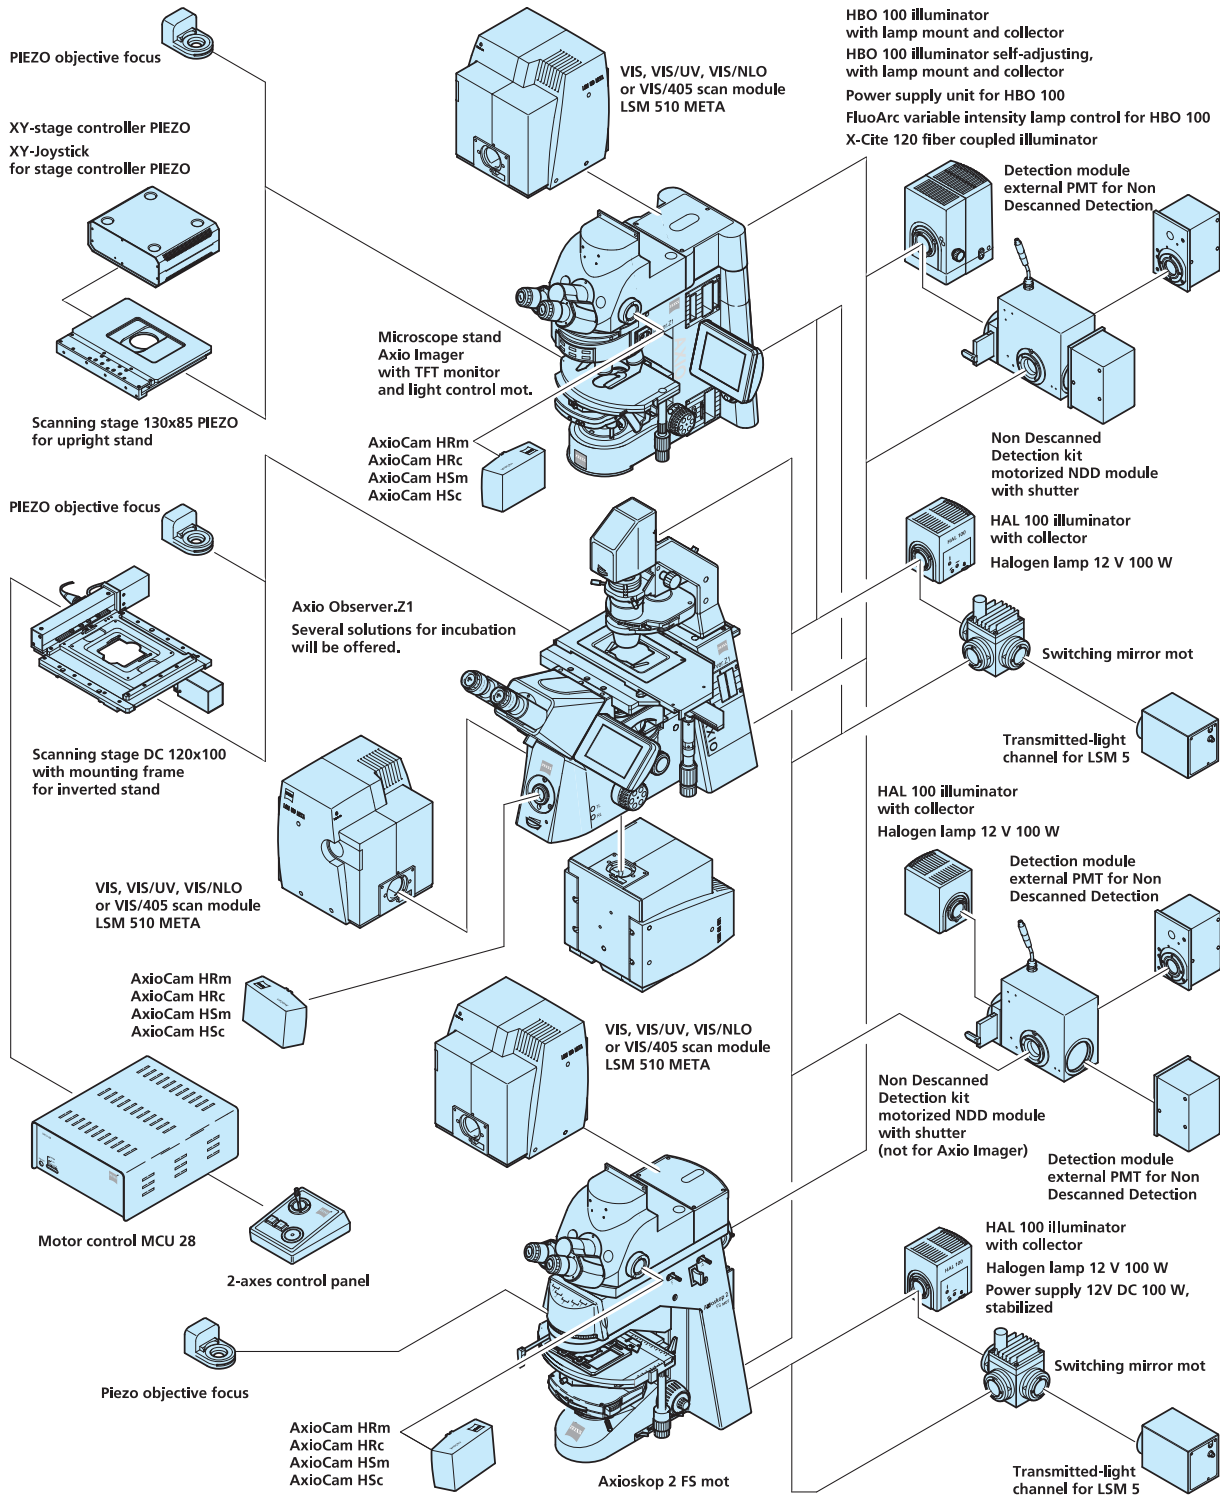 HBO 100 illuminator
with lamp mount and collector
HBO 100 illuminator self-adjusting,
with lamp mount and collector
Power supply unit for HBO 100
FluoArc variable intensity lamp control for HBO 100
X-Cite 120 fiber coupled illuminator
PIEZO objective focus
VIS, VIS/UV, VIS/NLO
or VIS/405 scan module
LSM 510 META
XY-stage controller PIEZO
XY-Joystick
for stage controller PIEZO
Detection module
external PMT for Non
Descanned Detection
Microscope stand
Axio Imager
with TFT monitor
and light control mot.
Scanning stage 130x85 PIEZO
for upright stand
AxioCam HRm
AxioCam HRc
AxioCam HSm
AxioCam HSc
Non Descanned
Detection kit
motorized NDD module
with shutter
PIEZO objective focus
HAL 100 illuminator
with collector
Halogen lamp 12 V 100 W
HAL 100
Axio Observer.Z1
Several solutions for incubation
will be offered.
Switching mirror mot
Scanning stage DC 120x100
with mounting frame
for inverted stand
Transmitted-light
channel for LSM 5
HAL 100 illuminator
with collector
Halogen lamp 12 V 100 W
VIS, VIS/UV, VIS/NLO
or VIS/405 scan module
LSM 510 META
Detection module
external PMT for Non
Descanned Detection
AxioCam HRm
AxioCam HRc
AxioCam HSm
AxioCam HSc
VIS, VIS/UV, VIS/NLO
or VIS/405 scan module
LSM 510 META
Non Descanned
Detection kit
motorized NDD module
with shutter
(not for Axio Imager)
Detection module
external PMT for Non
Descanned Detection
Motor control MCU 28
2-axes control panel
HAL 100 illuminator
with collector
Halogen lamp 12 V 100 W
Power supply 12V DC 100 W,
stabilized
HAL 100
Switching mirror mot
Piezo objective focus
AxioCam HRm
AxioCam HRc
AxioCam HSm
AxioCam HSc
Axioskop 2 FS mot
Transmitted-light
channel for LSM 5